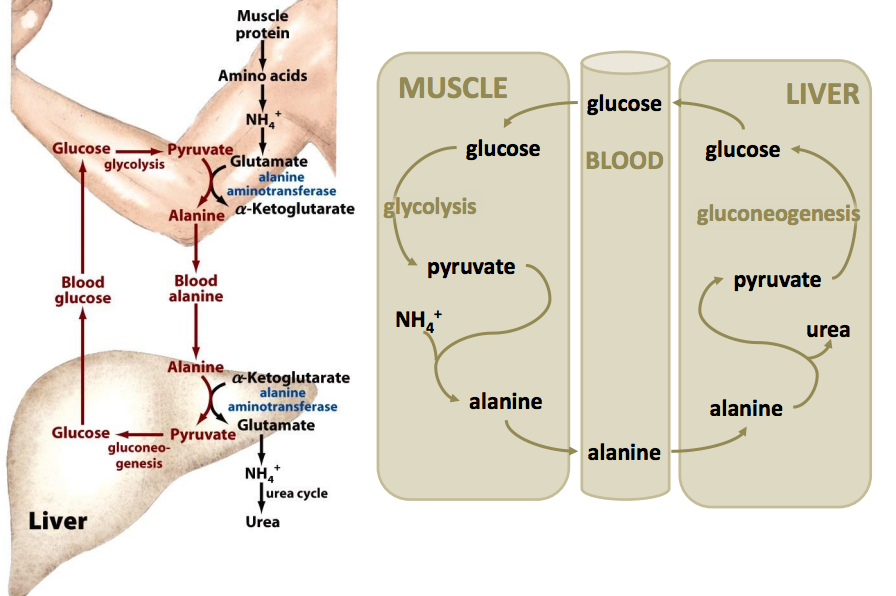 Muscle
protein
Amino acids
NH₄⁺
Glucose
glycolysis
Pyruvate
Glutamate
alanine
aminotransferase
Alanine
α-Ketoglutarate
Blood
glucose
Blood
alanine
Alanine
α-Ketoglutarate
alanine
aminotransferase
Glucose
gluconeo-
genesis
Pyruvate
Glutamate
NH₄⁺
urea cycle
Urea
Liver
MUSCLE
glucose
glycolysis
pyruvate
NH₄⁺
alanine
glucose
BLOOD
alanine
LIVER
glucose
gluconeogenesis
pyruvate
urea
alanine